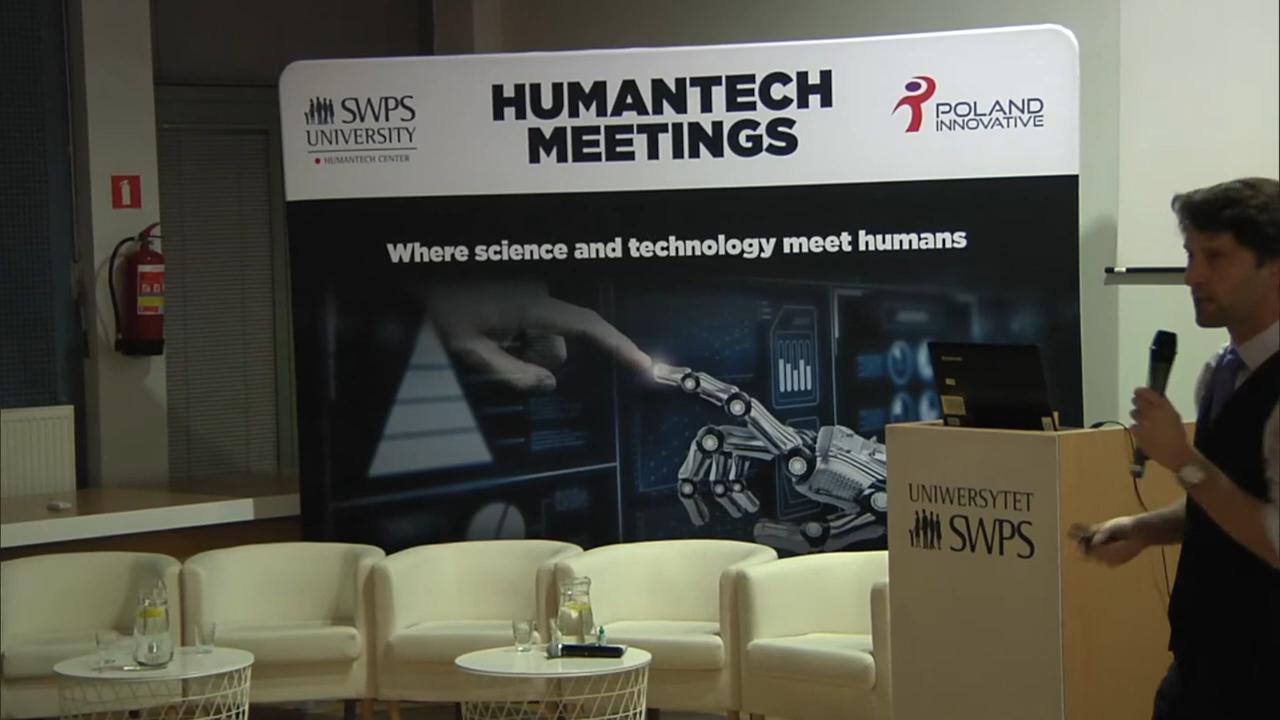 SWPS
UNIVERSITY
HUMANTECH CENTER
HUMANTECH
MEETINGS
POLAND
INNOVATIVE
Where science and technology meet humans
UNIWERSYTET
SWPS